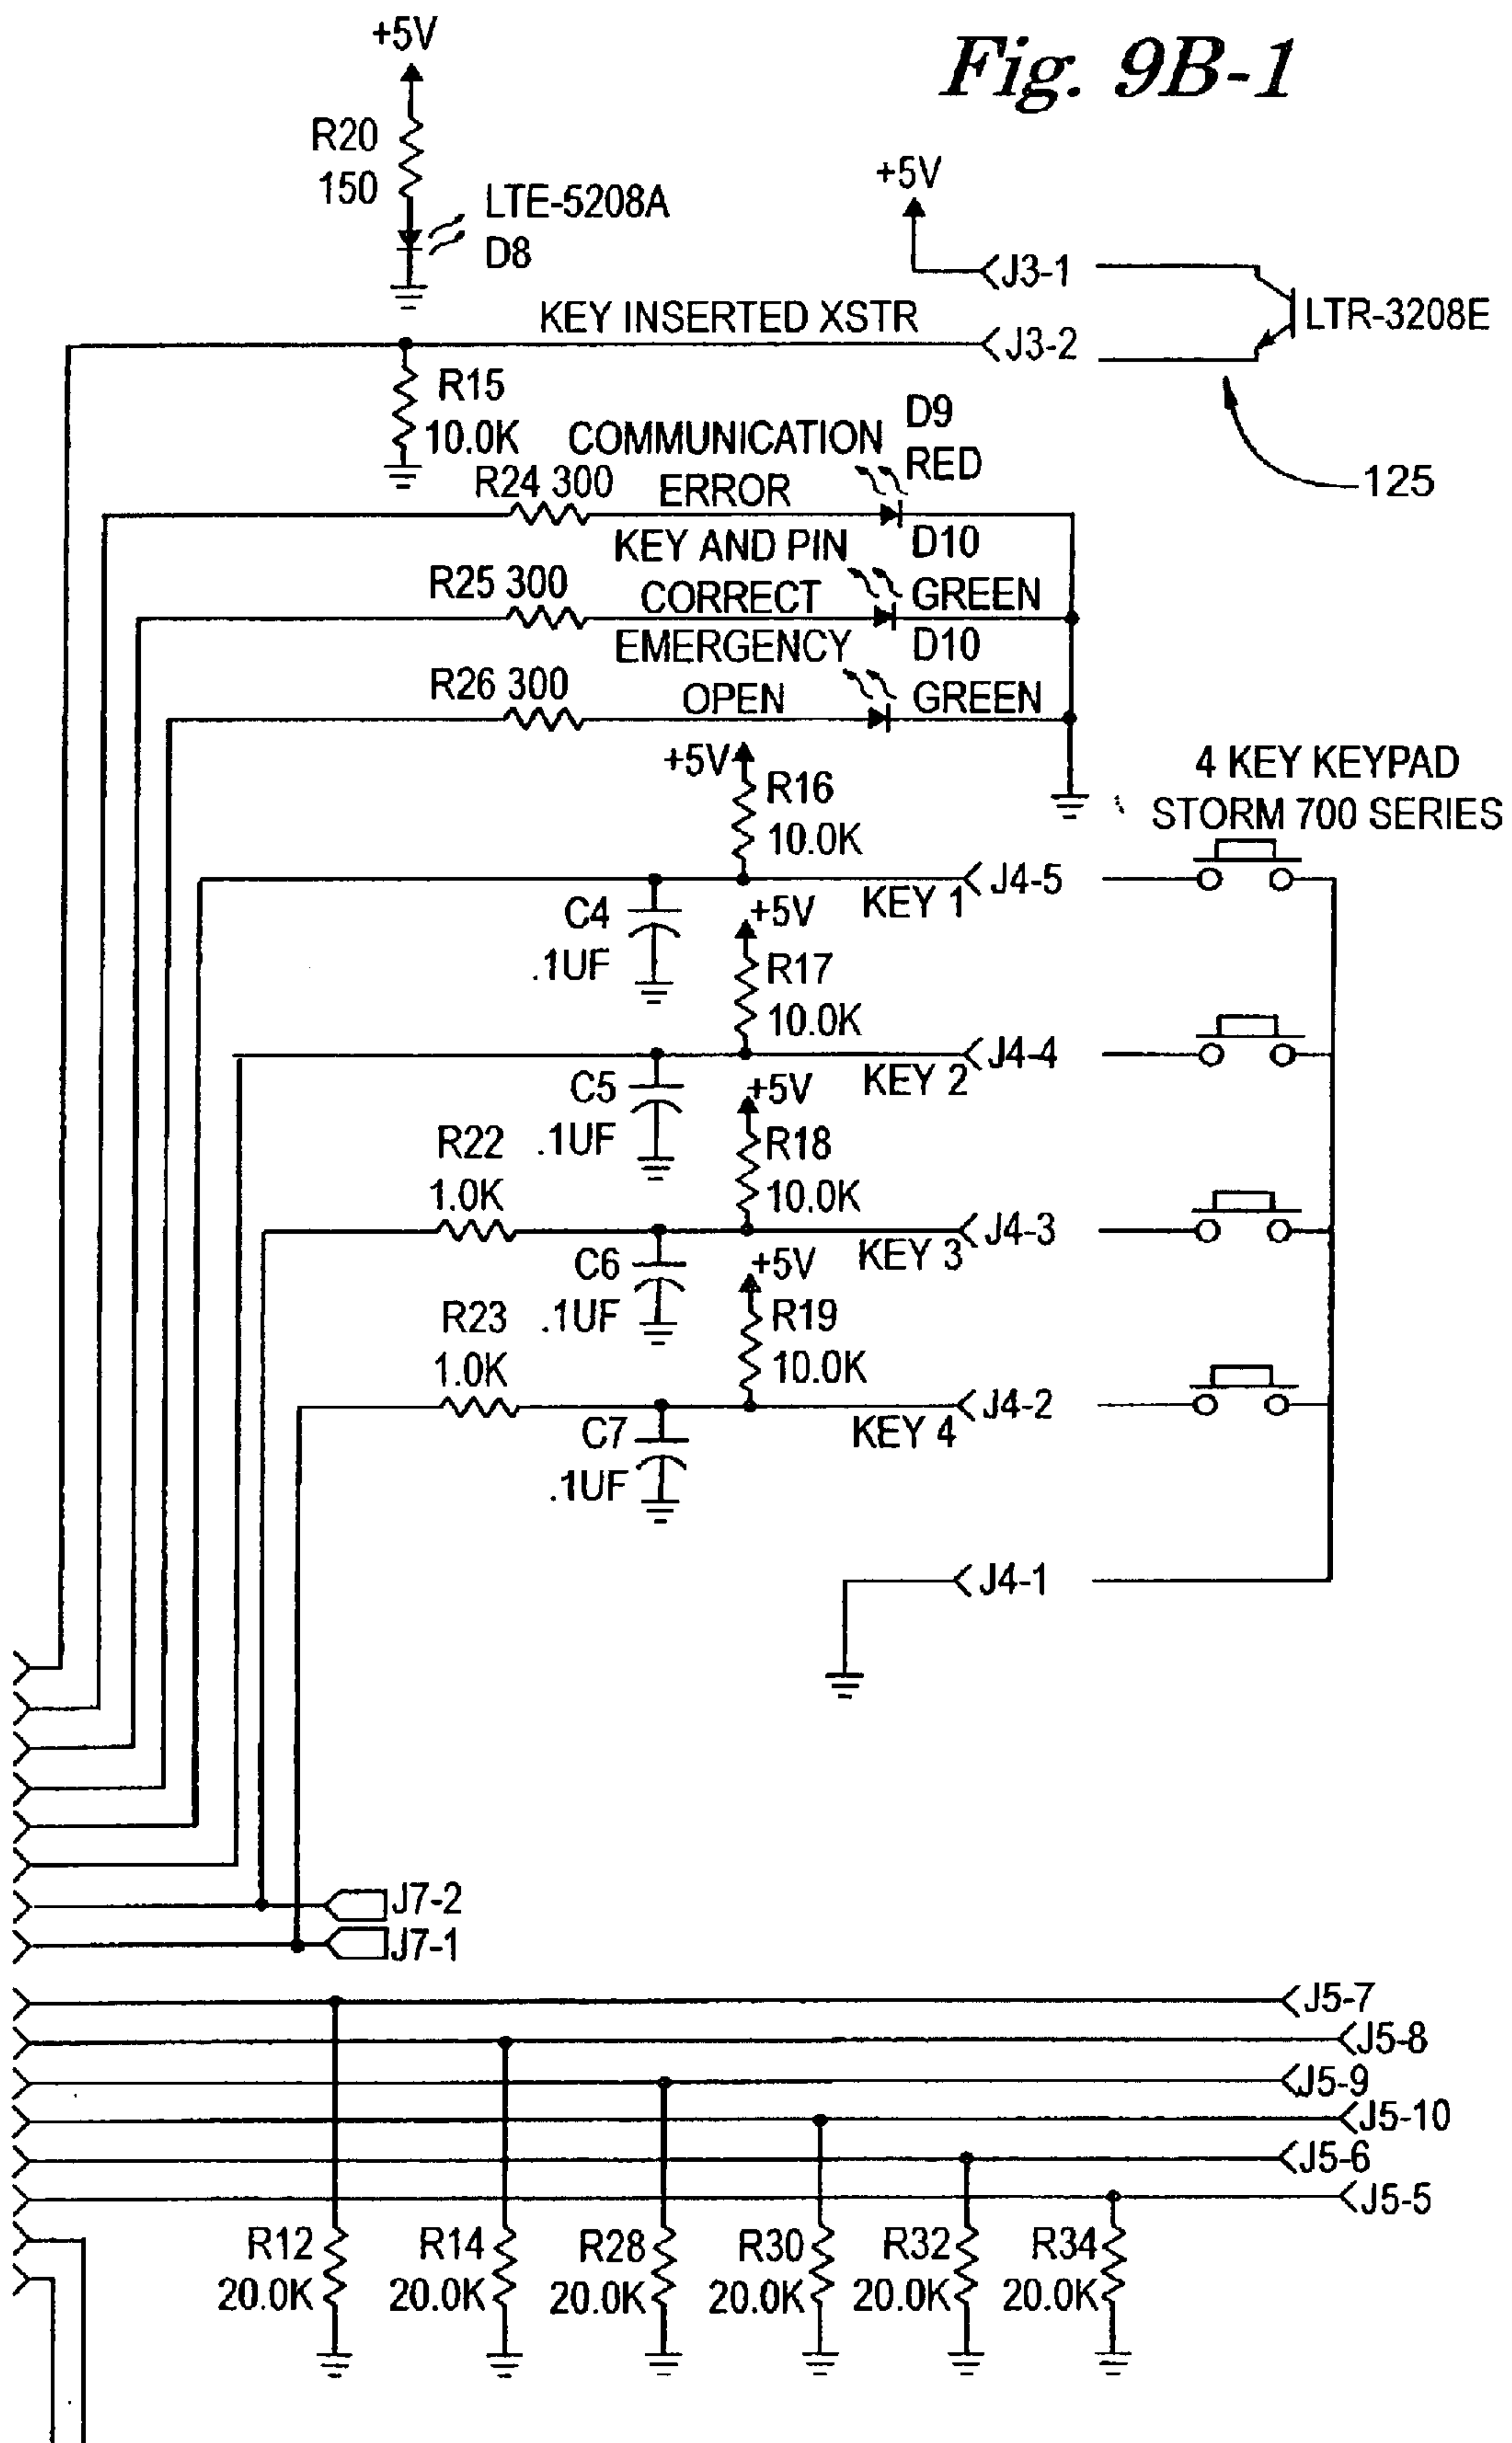 Fig. 9B-1
+5V
R20
150
LTE-5208A
D8
+5V
J3-1
KEY INSERTED XSTR
J3-2
LTR-3208E
R15
10.0K
125
COMMUNICATION
ERROR
D9
RED
R24 300
KEY AND PIN
CORRECT
D10
GREEN
R25 300
EMERGENCY
OPEN
D10
GREEN
R26 300
+5V
R16
10.0K
4 KEY KEYPAD
STORM 700 SERIES
KEY 1
J4-5
C4
.1UF
+5V
R17
10.0K
KEY 2
J4-4
C5
.1UF
+5V
R18
10.0K
R22
1.0K
KEY 3
J4-3
C6
.1UF
+5V
R19
10.0K
R23
1.0K
KEY 4
J4-2
C7
.1UF
J4-1
J7-2
J7-1
J5-7
J5-8
J5-9
J5-10
J5-6
J5-5
R12
20.0K
R14
20.0K
R28
20.0K
R30
20.0K
R32
20.0K
R34
20.0K